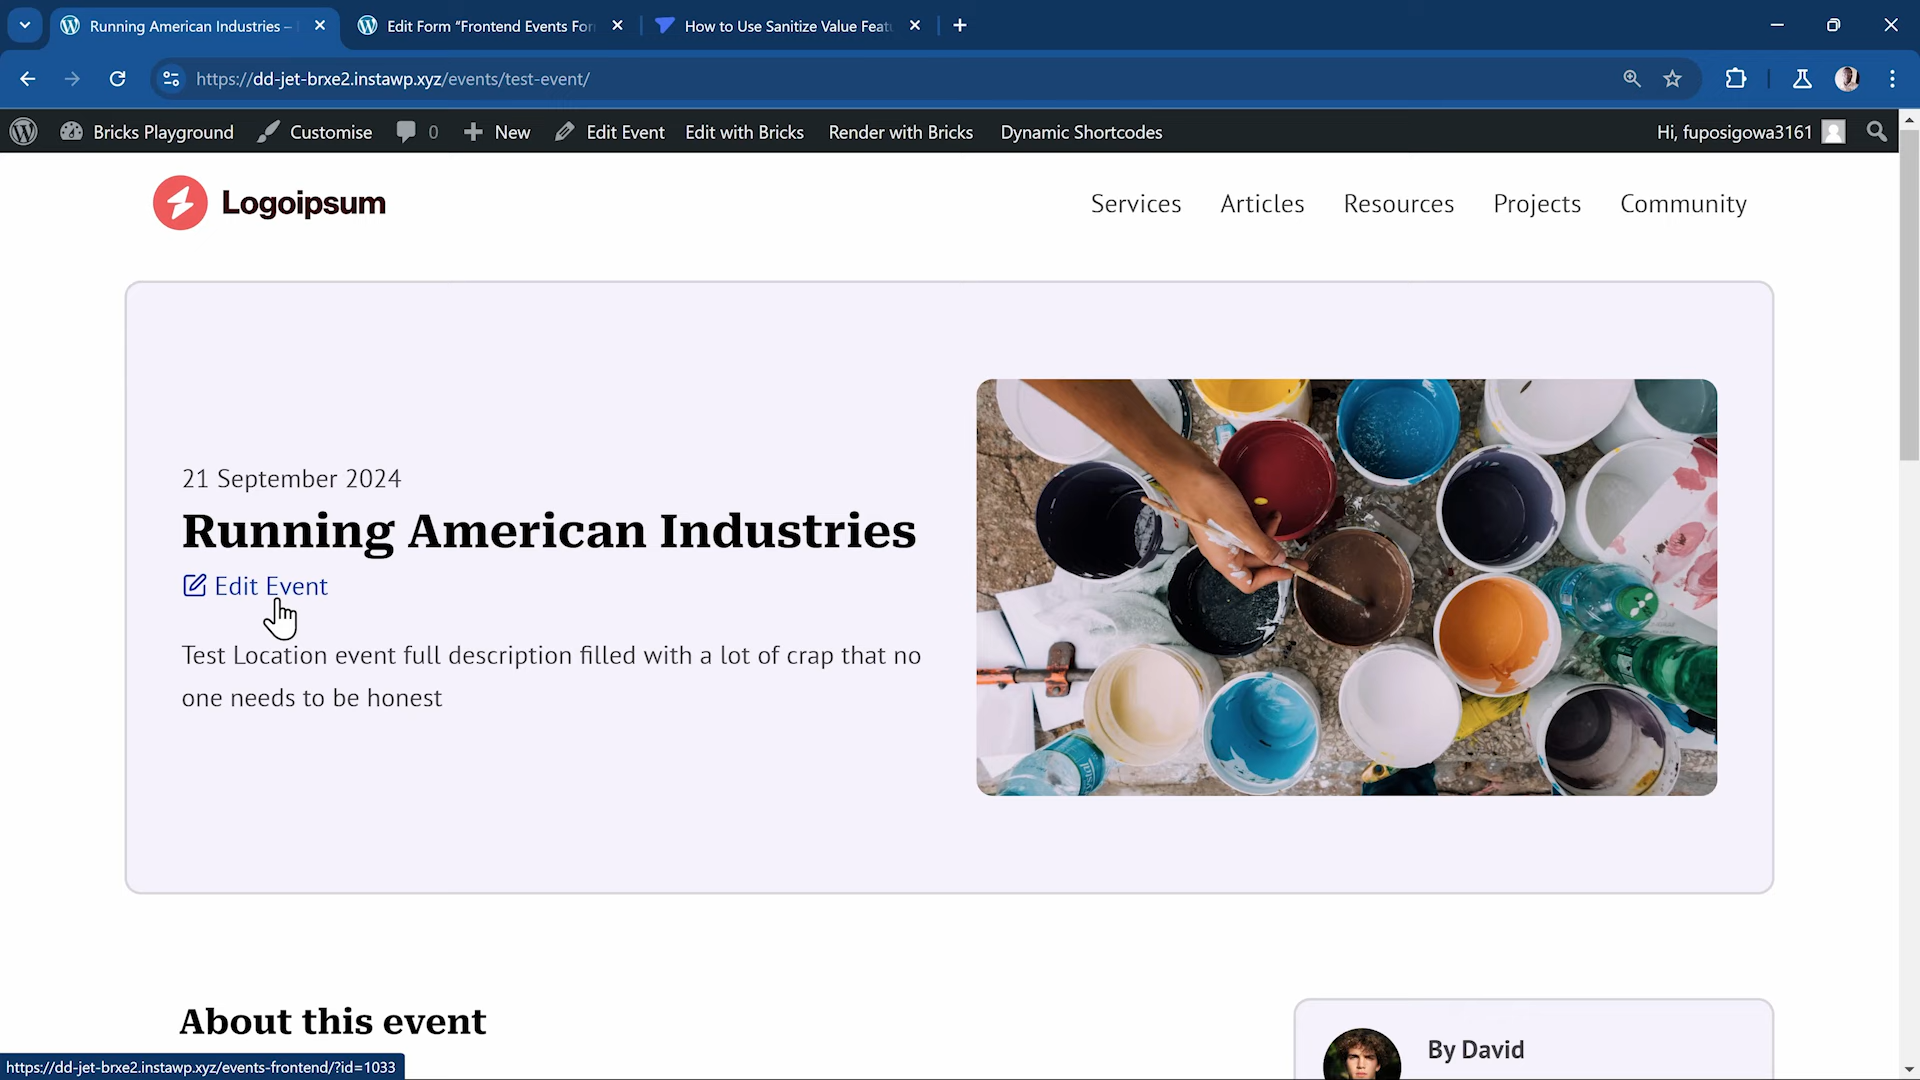 Running American Industries –
Edit Form “Frontend Events For
How to Use Sanitize Value Feat
https://dd-jet-brxe2.instawp.xyz/events/test-event/
Bricks Playground
Customise
0
New
Edit Event
Edit with Bricks
Render with Bricks
Dynamic Shortcodes
Hi, fuposigowa3161
Logoipsum
Services
Articles
Resources
Projects
Community
21 September 2024
Running American Industries
Edit Event
Test Location event full description filled with a lot of crap that no
one needs to be honest
About this event
By David
https://dd-jet-brxe2.instawp.xyz/events-frontend/?id=1033